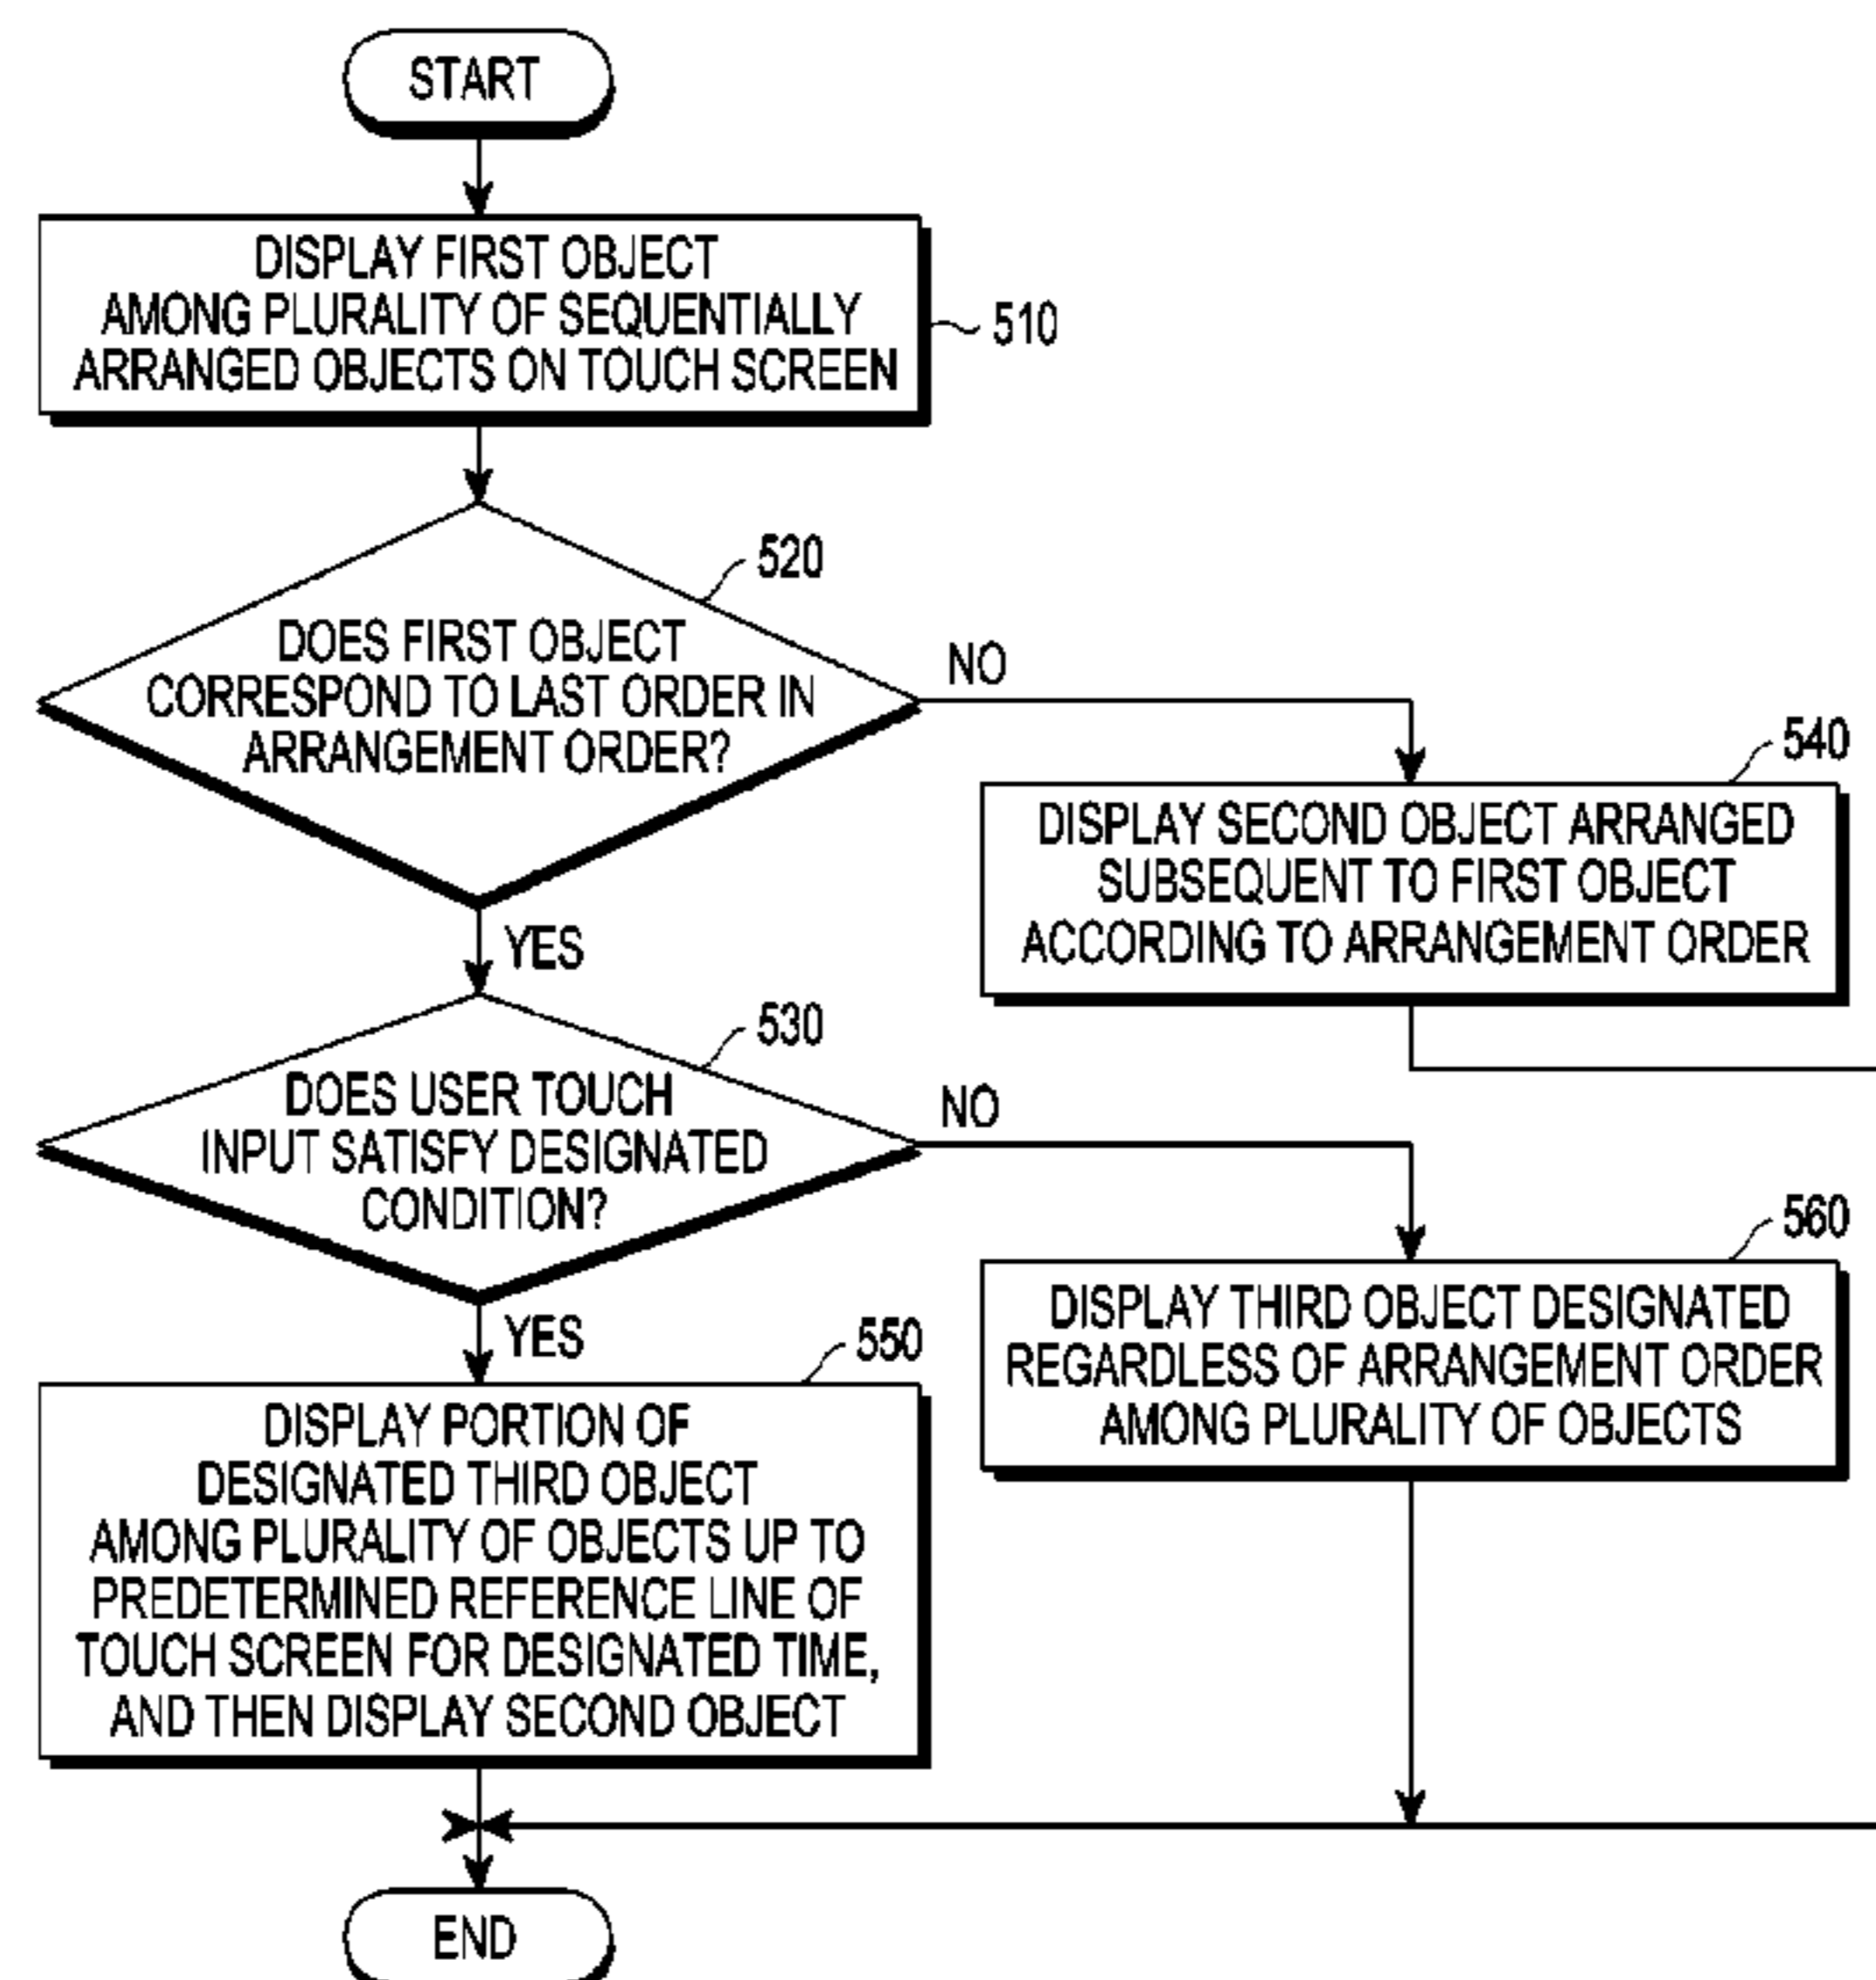 START
DISPLAY FIRST OBJECT
AMONG PLURALITY OF SEQUENTIALLY
ARRANGED OBJECTS ON TOUCH SCREEN
510
520
DOES FIRST OBJECT
CORRESPOND TO LAST ORDER IN
ARRANGEMENT ORDER?
NO
540
DISPLAY SECOND OBJECT ARRANGED
SUBSEQUENT TO FIRST OBJECT
ACCORDING TO ARRANGEMENT ORDER
YES
530
DOES USER TOUCH
INPUT SATISFY DESIGNATED
CONDITION?
NO
560
DISPLAY THIRD OBJECT DESIGNATED
REGARDLESS OF ARRANGEMENT ORDER
AMONG PLURALITY OF OBJECTS
YES
550
DISPLAY PORTION OF
DESIGNATED THIRD OBJECT
AMONG PLURALITY OF OBJECTS UP TO
PREDETERMINED REFERENCE LINE OF
TOUCH SCREEN FOR DESIGNATED TIME,
AND THEN DISPLAY SECOND OBJECT
END